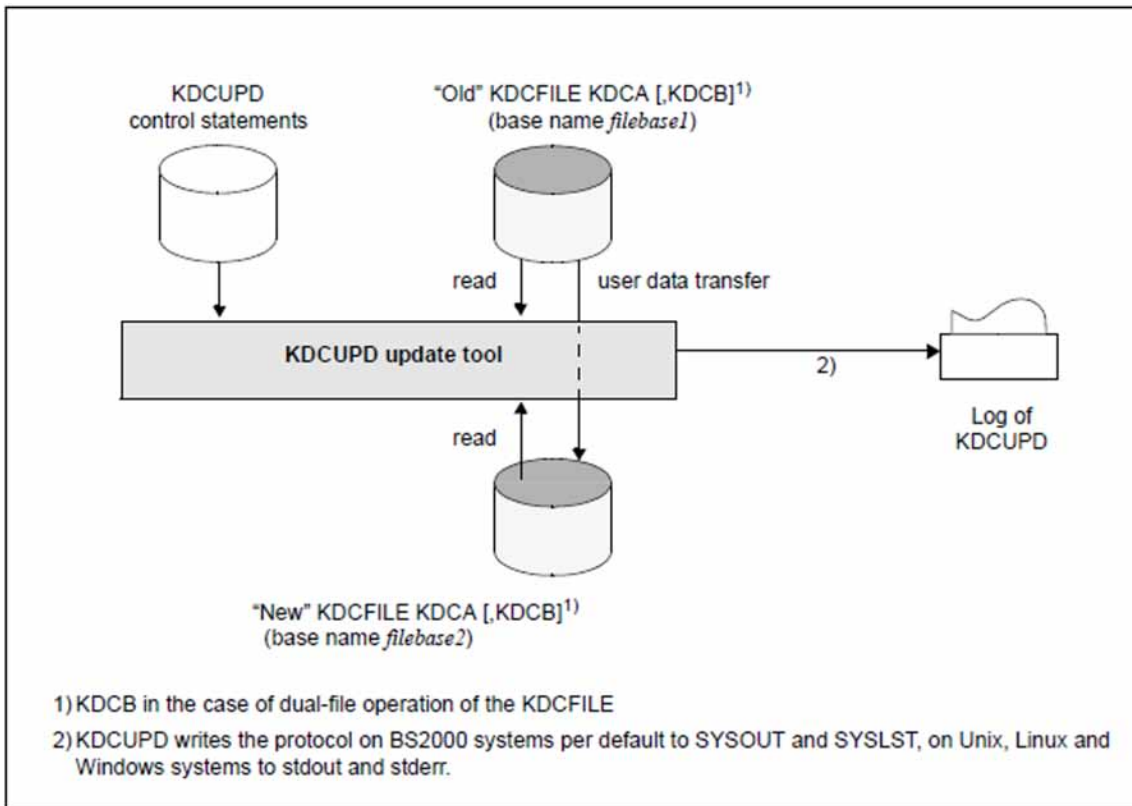 KDCUPD
control statements
“Old” KDCFILE KDCA [,KDCB]1)
(base name filebase1)
read
user data transfer
KDCUPD update tool
2)
Log of
KDCUPD
read
“New” KDCFILE KDCA [,KDCB]1)
(base name filebase2)
1) KDCB in the case of dual-file operation of the KDCFILE
2) KDCUPD writes the protocol on BS2000 systems per default to SYSOUT and SYSLST, on Unix, Linux and
Windows systems to stdout and stderr.